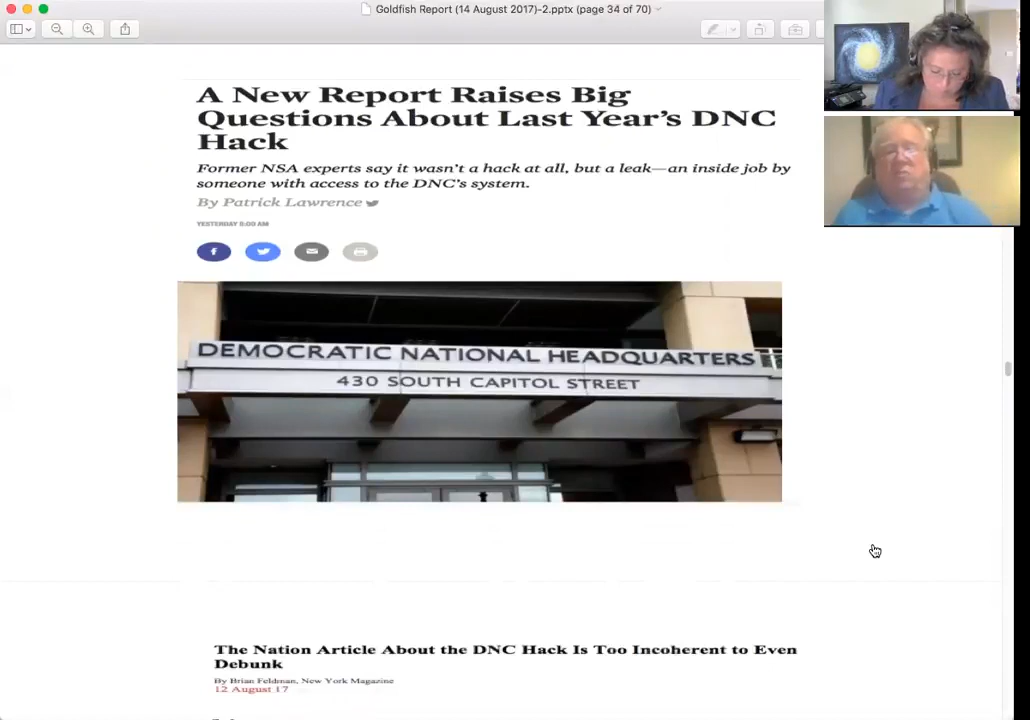 Goldfish Report (14 August 2017)-2.pptx (page 34 of 70)
A New Report Raises Big
Questions About Last Year's DNC
Hack
Former NSA experts say it wasn't a hack at all, but a leak—an inside job by
someone with access to the DNC's system.
By Patrick Lawrence
YESTERDAY 5:00 AM
DEMOCRATIC NATIONAL HEADQUARTERS
430 SOUTH CAPITOL STREET
The Nation Article About the DNC Hack Is Too Incoherent to Even
Debunk
By Brian Feldman, New York Magazine
12 August 17